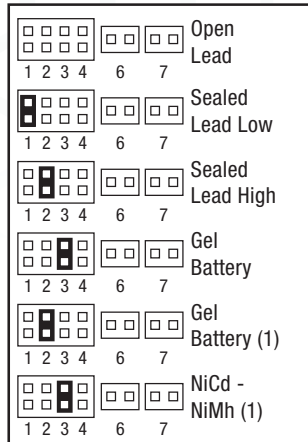 Open
Lead
1 2 3 4 6 7
Sealed
Lead Low
1 2 3 4 6 7
Sealed
Lead High
1 2 3 4 6 7
Gel
Battery
1 2 3 4 6 7
Gel
Battery (1)
1 2 3 4 6 7
NiCd -
NiMh (1)
1 2 3 4 6 7